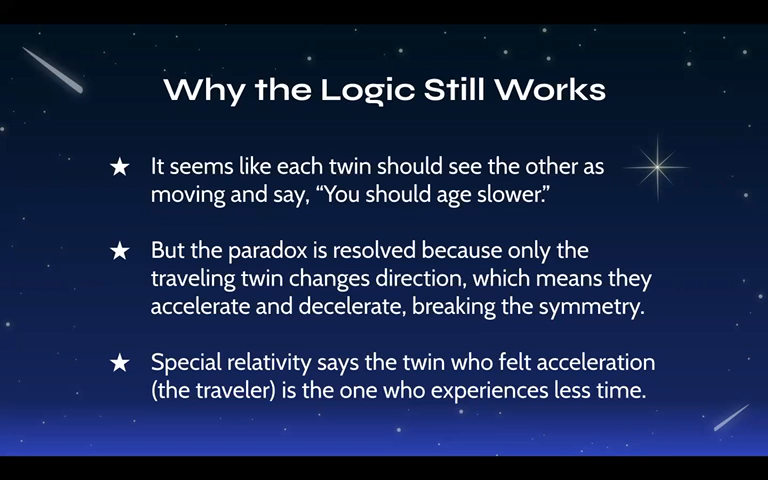 Why the Logic Still Works
★ It seems like each twin should see the other as
moving and say, “You should age slower.”
★ But the paradox is resolved because only the
traveling twin changes direction, which means they
accelerate and decelerate, breaking the symmetry.
★ Special relativity says the twin who felt acceleration
(the traveler) is the one who experiences less time.